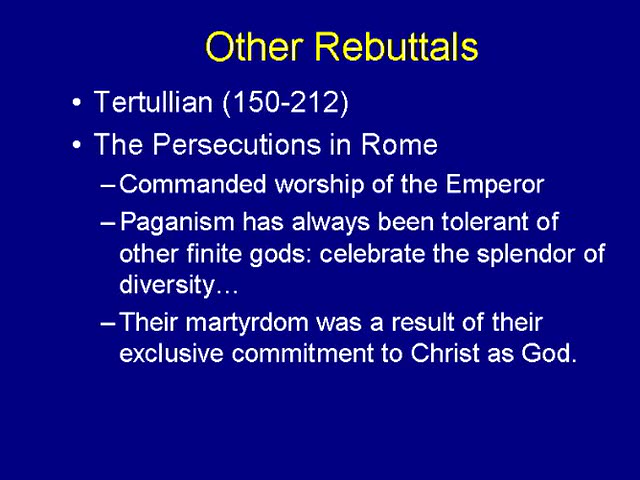 Other Rebuttals
• Tertullian (150-212)
• The Persecutions in Rome
– Commanded worship of the Emperor
– Paganism has always been tolerant of
other finite gods: celebrate the splendor of
diversity…
– Their martyrdom was a result of their
exclusive commitment to Christ as God.